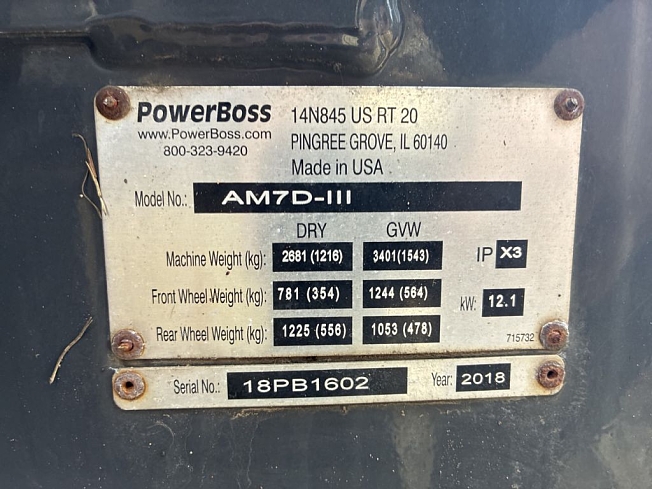 PowerBoss 14N845 US RT 20
www.PowerBoss.com PINGREE GROVE, IL 60140
800-323-9420
Made in USA
Model No.: AM7D-III
DRY GVW
Machine Weight (kg): 2681 (1216) 3401(1543) IP X3
Front Wheel Weight (kg): 781 (354) 1244 (564) kW: 12.1
Rear Wheel Weight (kg): 1225 (556) 1053 (478) 715732
Serial No.: 18PB1602 Year: 2018